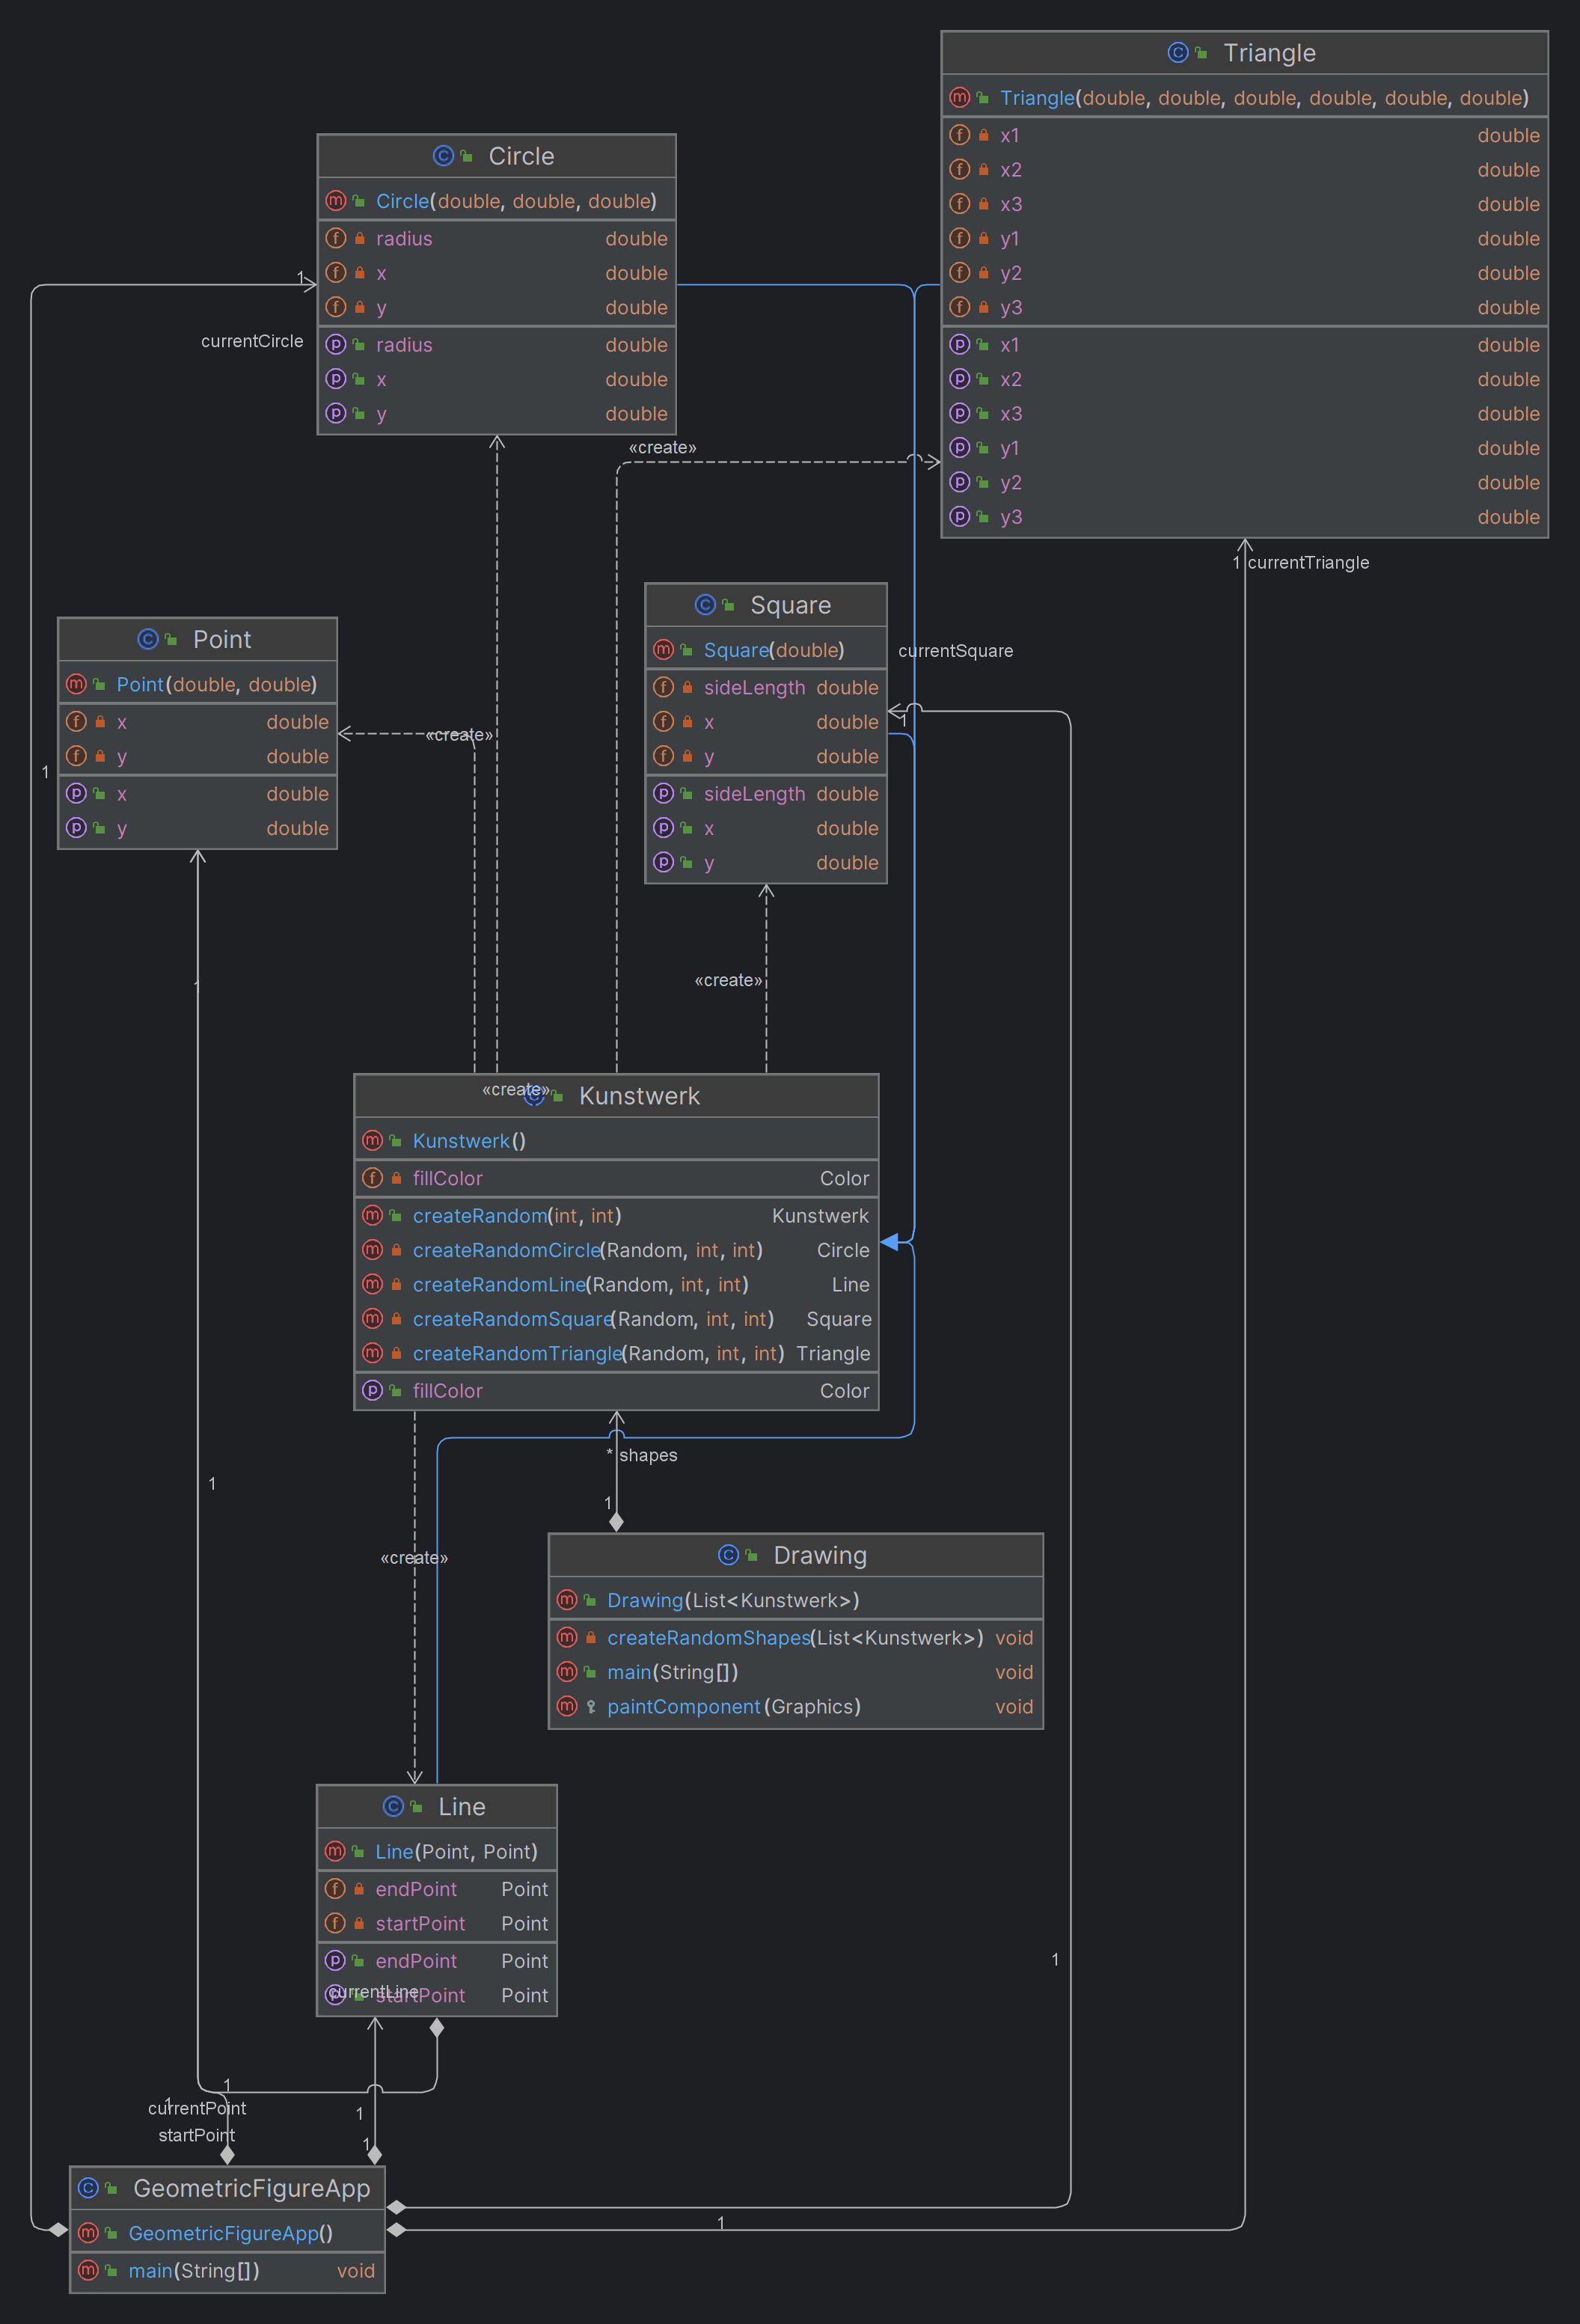 Triangle
Triangle(double, double, double, double, double, double)
x1 double
x2 double
x3 double
y1 double
y2 double
y3 double
x1 double
x2 double
x3 double
y1 double
y2 double
y3 double
Circle
Circle(double, double, double)
radius double
x double
y double
radius double
x double
y double
1
currentCircle
«create»
1 currentTriangle
Square
Square(double)
sideLength double
x double
y double
sideLength double
x double
y double
currentSquare
1
Point
Point(double, double)
x double
y double
x double
y double
«create»
1
1
«create»
«create»
Kunstwerk
Kunstwerk()
fillColor Color
createRandom(int, int) Kunstwerk
createRandomCircle(Random, int, int) Circle
createRandomLine(Random, int, int) Line
createRandomSquare(Random, int, int) Square
createRandomTriangle(Random, int, int) Triangle
fillColor Color
* shapes
1
1
«create»
Drawing
Drawing(List<Kunstwerk>)
createRandomShapes(List<Kunstwerk>) void
main(String[]) void
paintComponent(Graphics) void
Line
Line(Point, Point)
endPoint Point
startPoint Point
endPoint Point
startPoint Point
currentLine
1
1
1
currentPoint
startPoint
1
1
GeometricFigureApp
GeometricFigureApp()
main(String[]) void
1